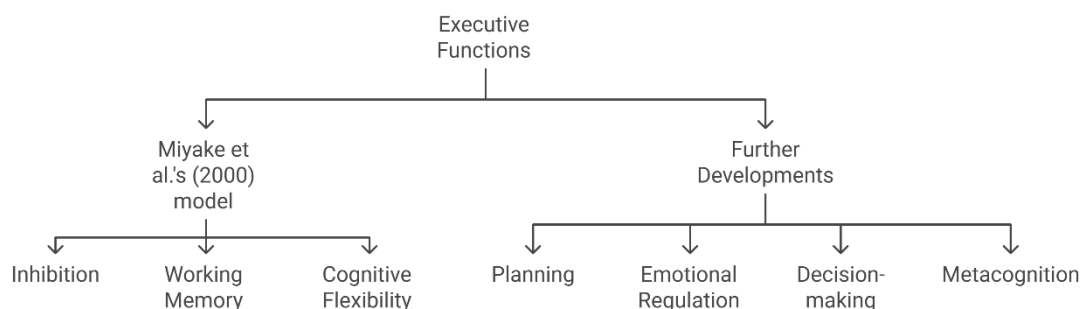 Executive
Functions
Miyake et
al.'s (2000)
model
Further
Developments
Inhibition
Working
Memory
Cognitive
Flexibility
Planning
Emotional
Regulation
Decision-
making
Metacognition